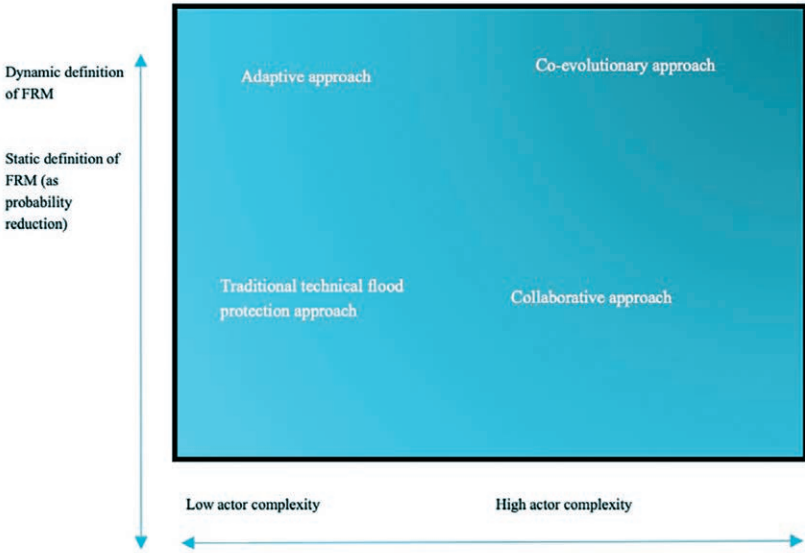 Dynamic definition
of FRM
Static definition of
FRM (as
probability
reduction)
Adaptive approach
Co-evolutionary approach
Traditional technical flood
protection approach
Collaborative approach
Low actor complexity
High actor complexity